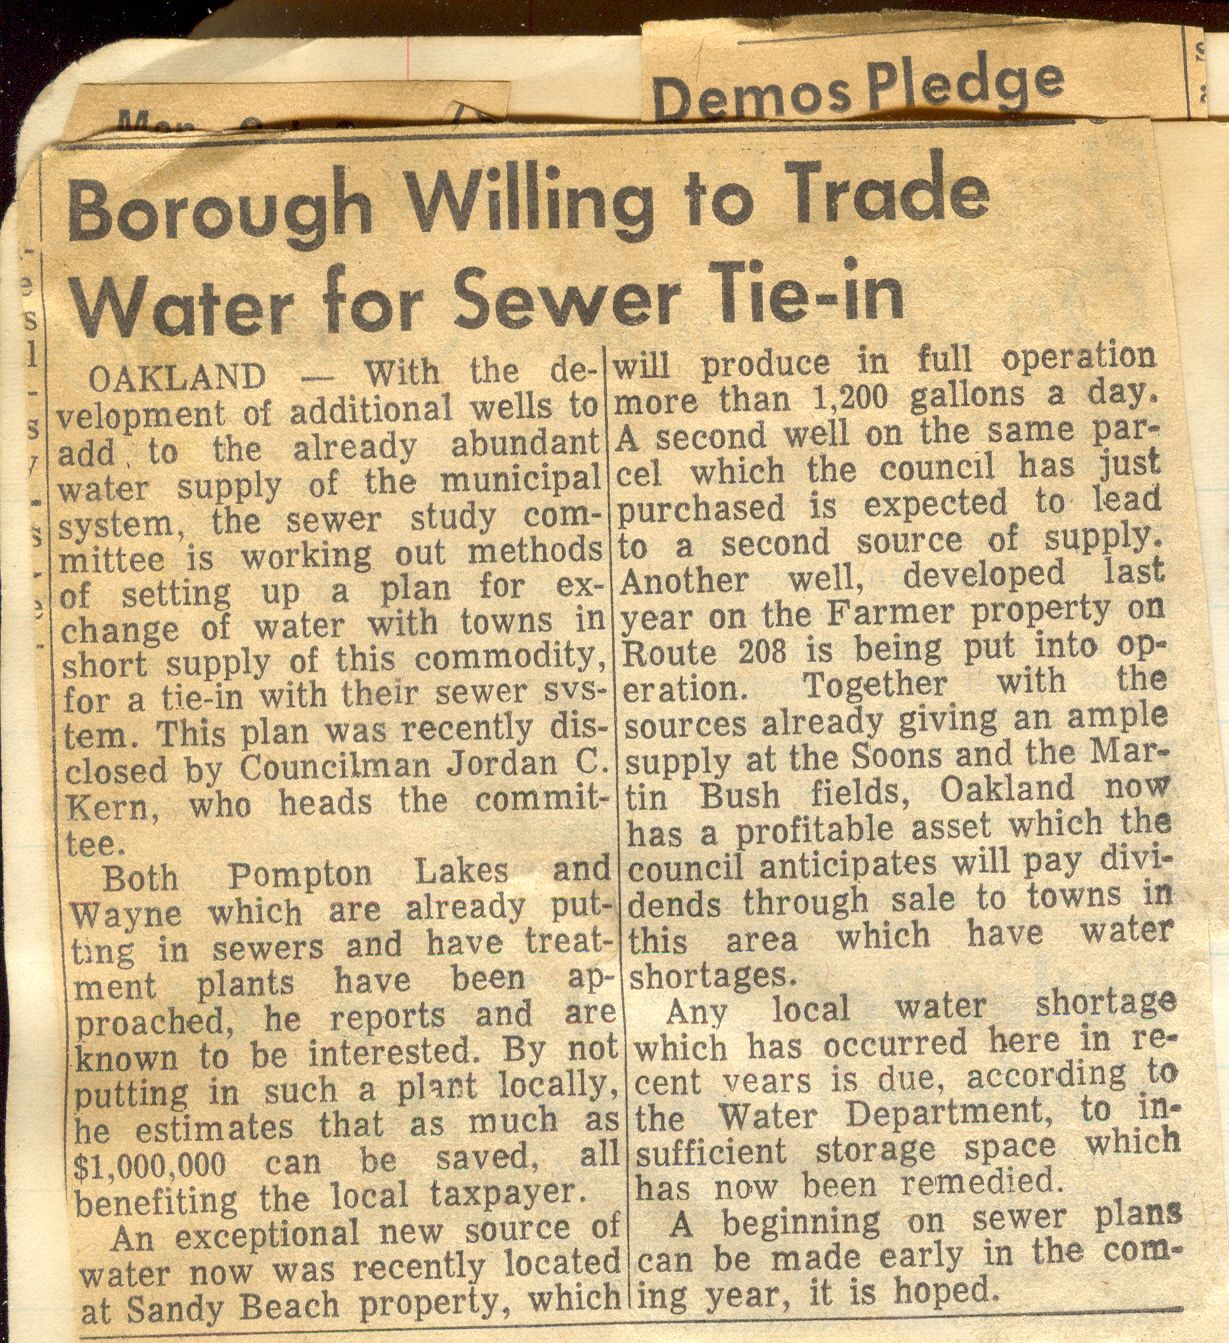 Demos Pledge
Borough Willing to Trade
Water for Sewer Tie-in
OAKLAND — With the de-
velopment of additional wells to
add to the already abundant
water supply of the municipal
system, the sewer study com-
mittee is working out methods
of setting up a plan for ex-
change of water with towns in
short supply of this commodity,
for a tie-in with their sewer svs-
tem. This plan was recently dis-
closed by Councilman Jordan C.
Kern, who heads the commit-
tee.
Both Pompton Lakes and
Wayne which are already put-
ting in sewers and have treat-
ment plants have been ap-
proached, he reports and are
known to be interested. By not
putting in such a plant locally,
he estimates that as much as
$1,000,000 can be saved, all
benefiting the local taxpayer.
An exceptional new source of
water now was recently located
at Sandy Beach property, which
will produce in full operation
more than 1,200 gallons a day.
A second well on the same par-
cel which the council has just
purchased is expected to lead
to a second source of supply.
Another well, developed last
year on the Farmer property on
Route 208 is being put into op-
eration. Together with the
sources already giving an ample
supply at the Soons and the Mar-
tin Bush fields, Oakland now
has a profitable asset which the
council anticipates will pay divi-
dends through sale to towns in
this area which have water
shortages.
Any local water shortage
which has occurred here in re-
cent vears is due, according to
the Water Department, to in-
sufficient storage space which
has now been remedied.
A beginning on sewer plans
can be made early in the com-
ing year, it is hoped.